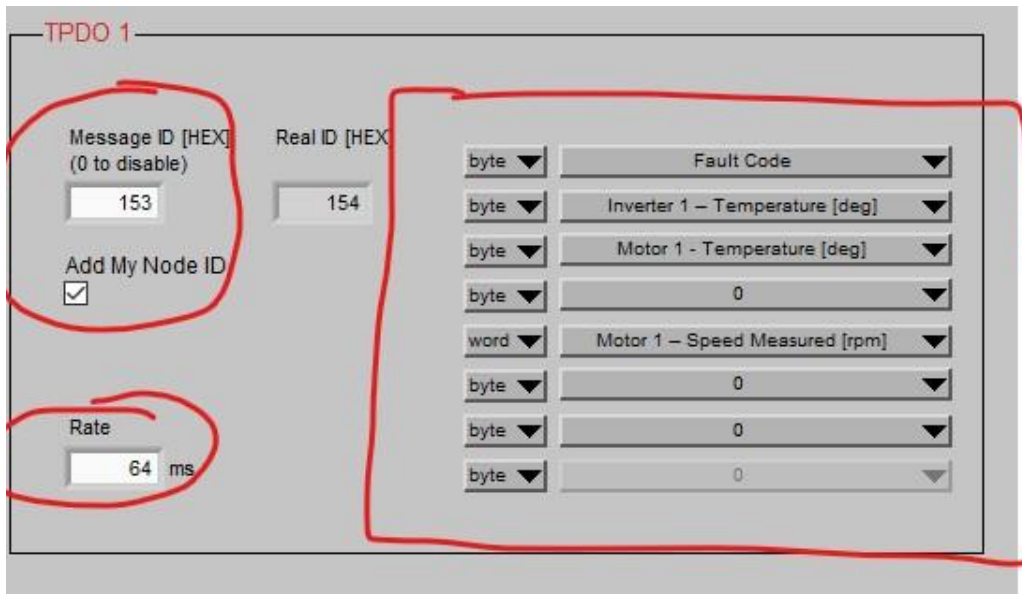 TPDO 1
Message ID [HEX]
(0 to disable)
153
Add My Node ID
Real ID [HEX
154
Rate
64 ms
byte Fault Code
byte Inverter 1 – Temperature [deg]
byte Motor 1 - Temperature [deg]
byte 0
word Motor 1 – Speed Measured [rpm]
byte 0
byte 0
byte 0